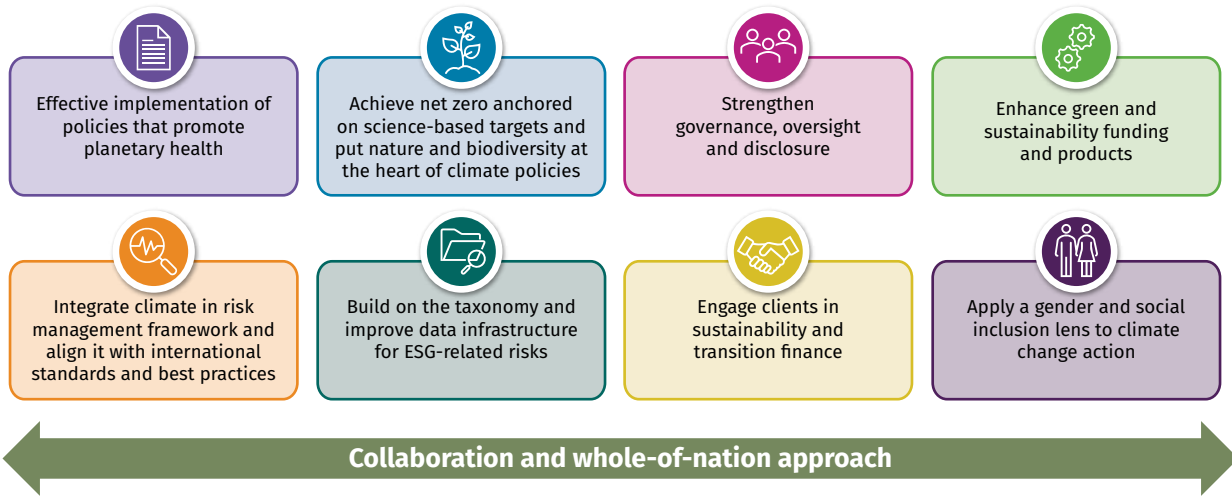 Effective implementation of
policies that promote
planetary health
Achieve net zero anchored
on science-based targets and
put nature and biodiversity at
the heart of climate policies
Strengthen
governance, oversight
and disclosure
Enhance green and
sustainability funding
and products
Integrate climate in risk
management framework and
align it with international
standards and best practices
Build on the taxonomy and
improve data infrastructure
for ESG-related risks
Engage clients in
sustainability and
transition finance
Apply a gender and social
inclusion lens to climate
change action
Collaboration and whole-of-nation approach